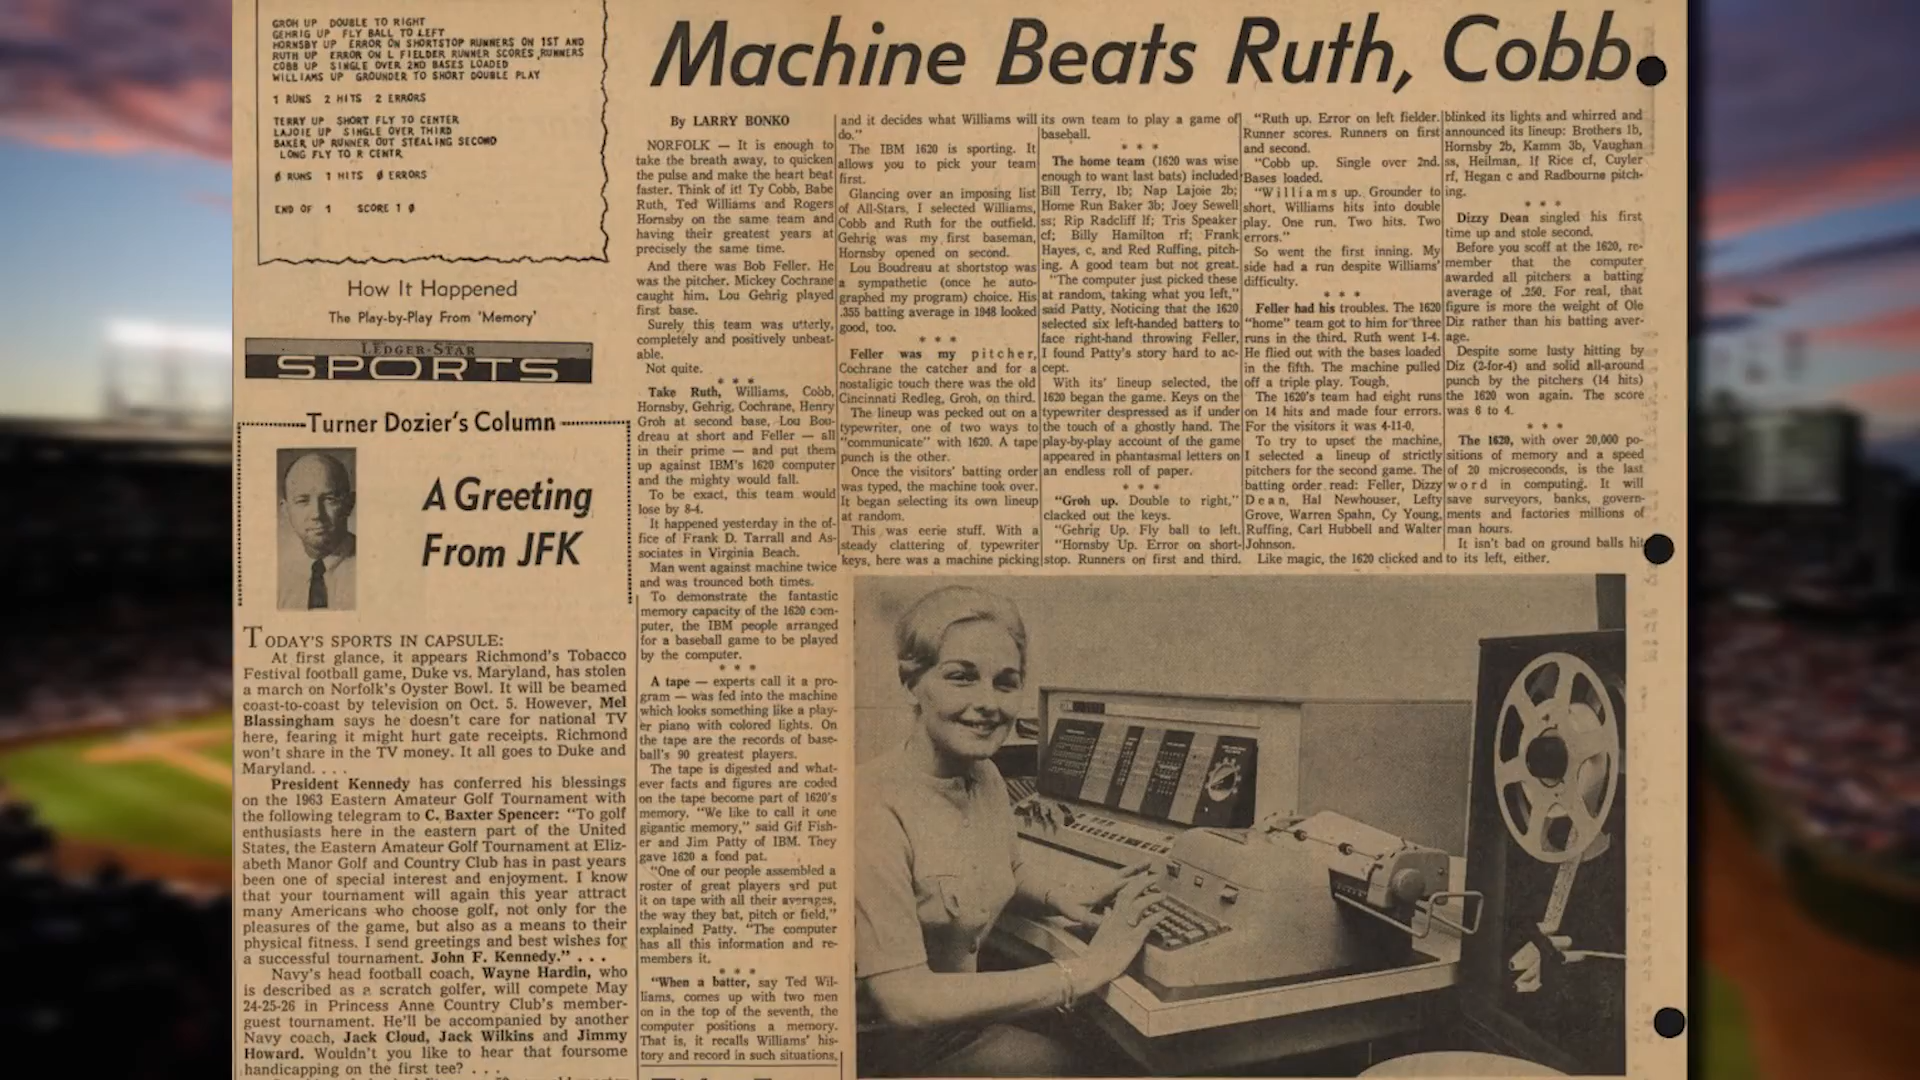 GROH UP DOUBLE TO RIGHT
GEHRIG UP FLY BALL TO LEFT
HORNSBY UP ERROR ON SHORTSTOP RUNNERS ON 1ST AND
RUTH UP ERROR ON L FIELDER RUNNER SCORES, RUNNERS
COBB UP SINGLE OVER 2ND BASES LOADED
WILLIAMS UP GROUNDER TO SHORT DOUBLE PLAY
1 RUNS 2 HITS 2 ERRORS
TERRY UP SHORT FLY TO CENTER
LAJOIE UP SINGLE OVER THIRD
BAKER UP RUNNER OUT STEALING SECOND
LONG FLY TO R CENTR
0 RUNS 1 HITS 0 ERRORS
END OF 1 SCORE 1 0
How It Happened
The Play-by-Play From 'Memory'
LEDGER-STAR
SPORTS
Turner Dozier's Column
A Greeting
From JFK
TODAY'S SPORTS IN CAPSULE:
At first glance, it appears Richmond's Tobacco
Festival football game, Duke vs. Maryland, has stolen
a march on Norfolk's Oyster Bowl. It will be beamed
coast-to-coast by television on Oct. 5. However, Mel
Blassingham says he doesn't care for national TV
here, fearing it might hurt gate receipts. Richmond
won't share in the TV money. It all goes to Duke and
Maryland. . . .
President Kennedy has conferred his blessings
on the 1963 Eastern Amateur Golf Tournament with
the following telegram to C. Baxter Spencer: "To golf
enthusiasts here in the eastern part of the United
States, the Eastern Amateur Golf Tournament at Eliz-
abeth Manor Golf and Country Club has in past years
been one of special interest and enjoyment. I know
that your tournament will again this year attract
many Americans who choose golf, not only for the
pleasures of the game, but also as a means to their
physical fitness. I send greetings and best wishes for
a successful tournament. John F. Kennedy." . . .
Navy's head football coach, Wayne Hardin, who
is described as a scratch golfer, will compete May
24-25-26 in Princess Anne Country Club's member-
guest tournament. He'll be accompanied by another
Navy coach, Jack Cloud, Jack Wilkins and Jimmy
Howard. Wouldn't you like to hear that foursome
handicapping on the first tee? . . .
Machine Beats Ruth, Cobb
By LARRY BONKO
NORFOLK — It is enough to
take the breath away, to quicken
the pulse and make the heart beat
faster. Think of it! Ty Cobb, Babe
Ruth, Ted Williams and Rogers
Hornsby on the same team and
having their greatest years at
precisely the same time.
And there was Bob Feller. He
was the pitcher. Mickey Cochrane
caught him. Lou Gehrig played
first base.
Surely this team was utterly,
completely and positively unbeat-
able.
Not quite.
* * *
Take Ruth, Williams, Cobb,
Hornsby, Gehrig, Cochrane, Henry
Groh at second base, Lou Bou-
dreau at short and Feller — all
in their prime — and put them
up against IBM's 1620 computer
and the mighty would fall.
To be exact, this team would
lose by 8-4.
It happened yesterday in the of-
fice of Frank D. Tarrall and As-
sociates in Virginia Beach.
Man went against machine twice
and was trounced both times.
To demonstrate the fantastic
memory capacity of the 1620 com-
puter, the IBM people arranged
for a baseball game to be played
by the computer.
* * *
A tape — experts call it a pro-
gram — was fed into the machine
which looks something like a play-
er piano with colored lights. On
the tape are the records of base-
ball's 90 greatest players.
The tape is digested and what-
ever facts and figures are coded
on the tape become part of 1620's
memory. "We like to call it one
gigantic memory," said Gif Fish-
er and Jim Patty of IBM. They
gave 1620 a fond pat.
"One of our people assembled a
roster of great players and put
it on tape with all their averages,
the way they bat, pitch or field,"
explained Patty. "The computer
has all this information and re-
members it.
* * *
"When a batter, say Ted Wil-
liams, comes up with two men
on in the top of the seventh, the
computer positions a memory.
That is, it recalls Williams' his-
tory and record in such situations,
and it decides what Williams will
do."
The IBM 1620 is sporting. It
allows you to pick your team
first.
Glancing over an imposing list
of All-Stars, I selected Williams,
Cobb and Ruth for the outfield.
Gehrig was my first baseman,
Hornsby opened on second.
Lou Boudreau at shortstop was
a sympathetic (once he auto-
graphed my program) choice. His
.355 batting average in 1948 looked
good, too.
* * *
Feller was my pitcher,
Cochrane the catcher and for a
nostaligic touch there was the old
Cincinnati Redleg, Groh, on third.
The lineup was pecked out on a
typewriter, one of two ways to
"communicate" with 1620. A tape
punch is the other.
Once the visitors' batting order
was typed, the machine took over.
It began selecting its own lineup
at random.
This was eerie stuff. With a
steady clattering of typewriter
keys, here was a machine picking
its own team to play a game of
baseball.
* * *
The home team (1620 was wise
enough to want last bats) included
Bill Terry, 1b; Nap Lajoie 2b;
Home Run Baker 3b; Joey Sewell
ss; Rip Radcliff lf; Tris Speaker
cf; Billy Hamilton rf; Frank
Hayes, c, and Red Ruffing, pitch-
ing. A good team but not great.
"The computer just picked these
at random, taking what you left,"
said Patty, Noticing that the 1620
selected six left-handed batters to
face right-handed throwing Feller,
I found Patty's story hard to ac-
cept.
With its' lineup selected, the
1620 began the game. Keys on the
typewriter despressed as if under
the touch of a ghostly hand. The
play-by-play account of the game
appeared in phantasmal letters on
an endless roll of paper.
* * *
"Groh up. Double to right,"
clacked out the keys.
"Gehrig Up. Fly ball to left.
"Hornsby Up. Error on short-
stop. Runners on first and third.
"Ruth up. Error on left fielder.
Runner scores. Runners on first
and second.
"Cobb up. Single over 2nd.
Bases loaded.
"Williams up. Grounder to
short, Williams hits into double
play. One run. Two hits. Two
errors."
So went the first inning. My
side had a run despite Williams'
difficulty.
* * *
Feller had his troubles. The 1620
"home" team got to him for three
runs in the third. Ruth went 1-4.
He flied out with the bases loaded
in the fifth. The machine pulled
off a triple play. Tough.
The 1620's team had eight runs
on 14 hits and made four errors.
For the visitors it was 4-11-0.
To try to upset the machine,
I selected a lineup of strictly
pitchers for the second game. The
batting order read: Feller, Dizzy
Dean, Hal Newhouser, Lefty
Grove, Warren Spahn, Cy Young,
Ruffing, Carl Hubbell and Walter
Johnson.
Like magic, the 1620 clicked and
blinked its lights and whirred and
announced its lineup: Brothers 1b,
Hornsby 2b, Kamm 3b, Vaughan
ss, Heilman, lf Rice cf, Cuyler
rf, Hegan c and Radbourne pitch-
ing.
* * *
Dizzy Dean singled his first
time up and stole second.
Before you scoff at the 1620, re-
member that the computer
awarded all pitchers a batting
average of .250. For real, that
figure is more the weight of Ole
Diz rather than his batting aver-
age.
Despite some lusty hitting by
Diz (2-for-4) and solid all-around
punch by the pitchers (14 hits)
the 1620 won again. The score
was 6 to 4.
* * *
The 1620, with over 20,000 po-
sitions of memory and a speed
of 20 microseconds, is the last
word in computing. It will
save surveyors, banks, govern-
ments and factories millions of
man hours.
It isn't bad on ground balls hit
to its left, either.